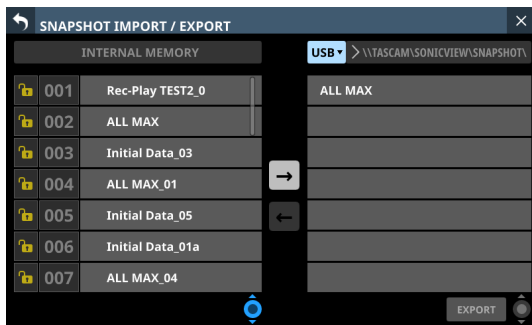 SNAPSHOT IMPORT / EXPORT
INTERNAL MEMORY
USB \\TASCAM\SONICVIEW\SNAPSHOT\
001 Rec-Play TEST2_0
002 ALL MAX
003 Initial Data_03
004 ALL MAX_01
005 Initial Data_05
006 Initial Data_01a
007 ALL MAX_04
ALL MAX
EXPORT